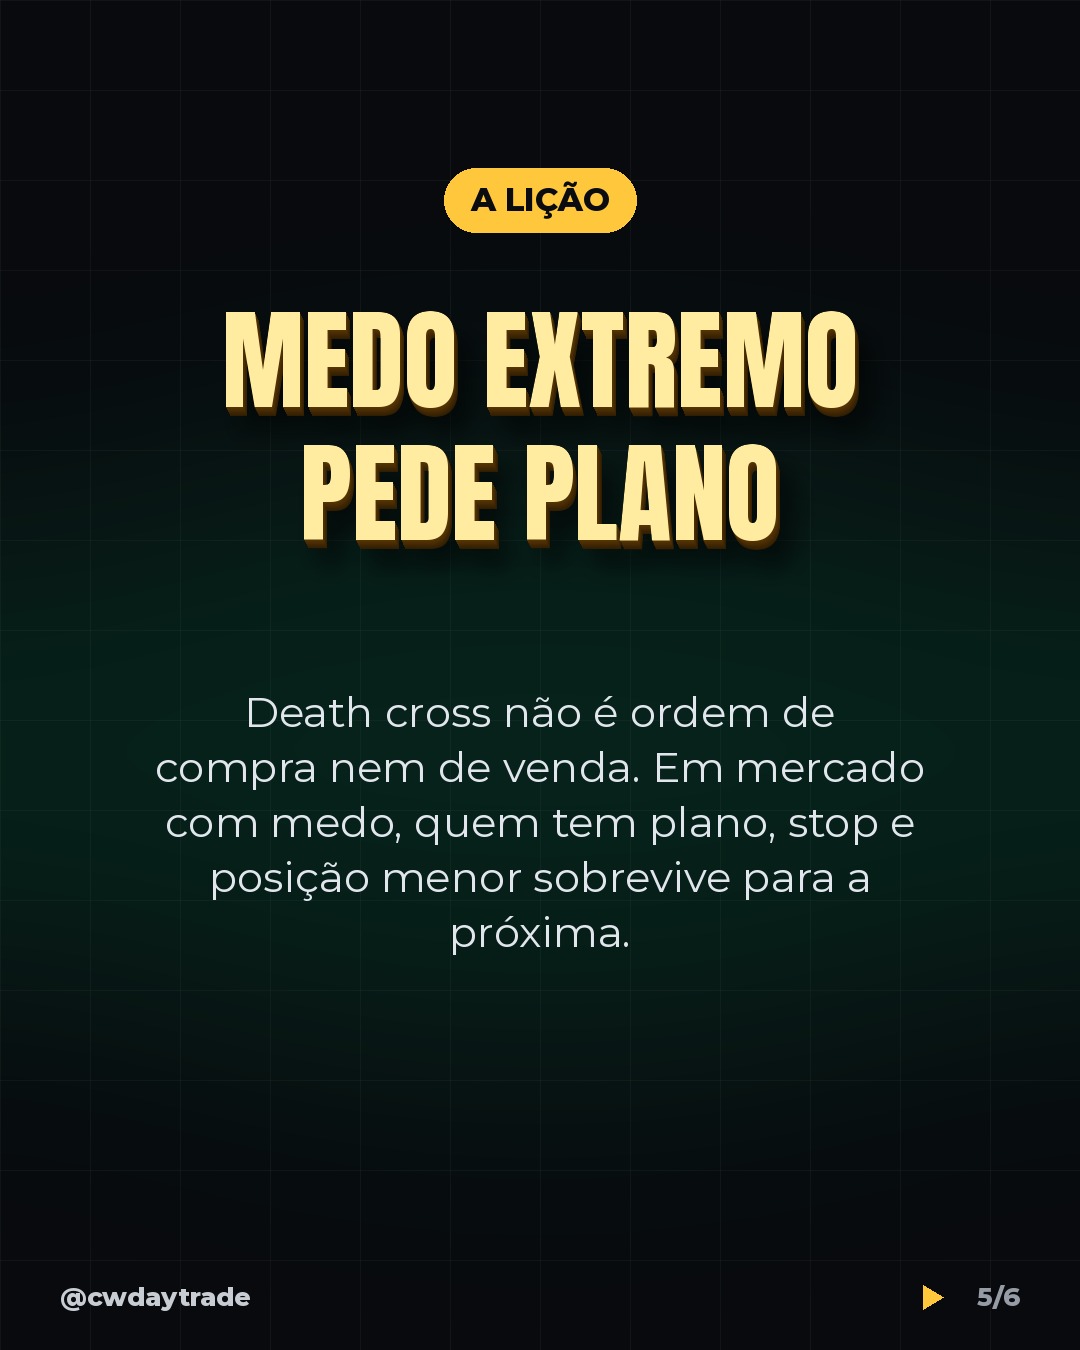 A LIÇÃO
MEDO EXTREMO
PEDE PLANO
Death cross não é ordem de
compra nem de venda. Em mercado
com medo, quem tem plano, stop e
posição menor sobrevive para a
próxima.
@cwdaytrade
5/6